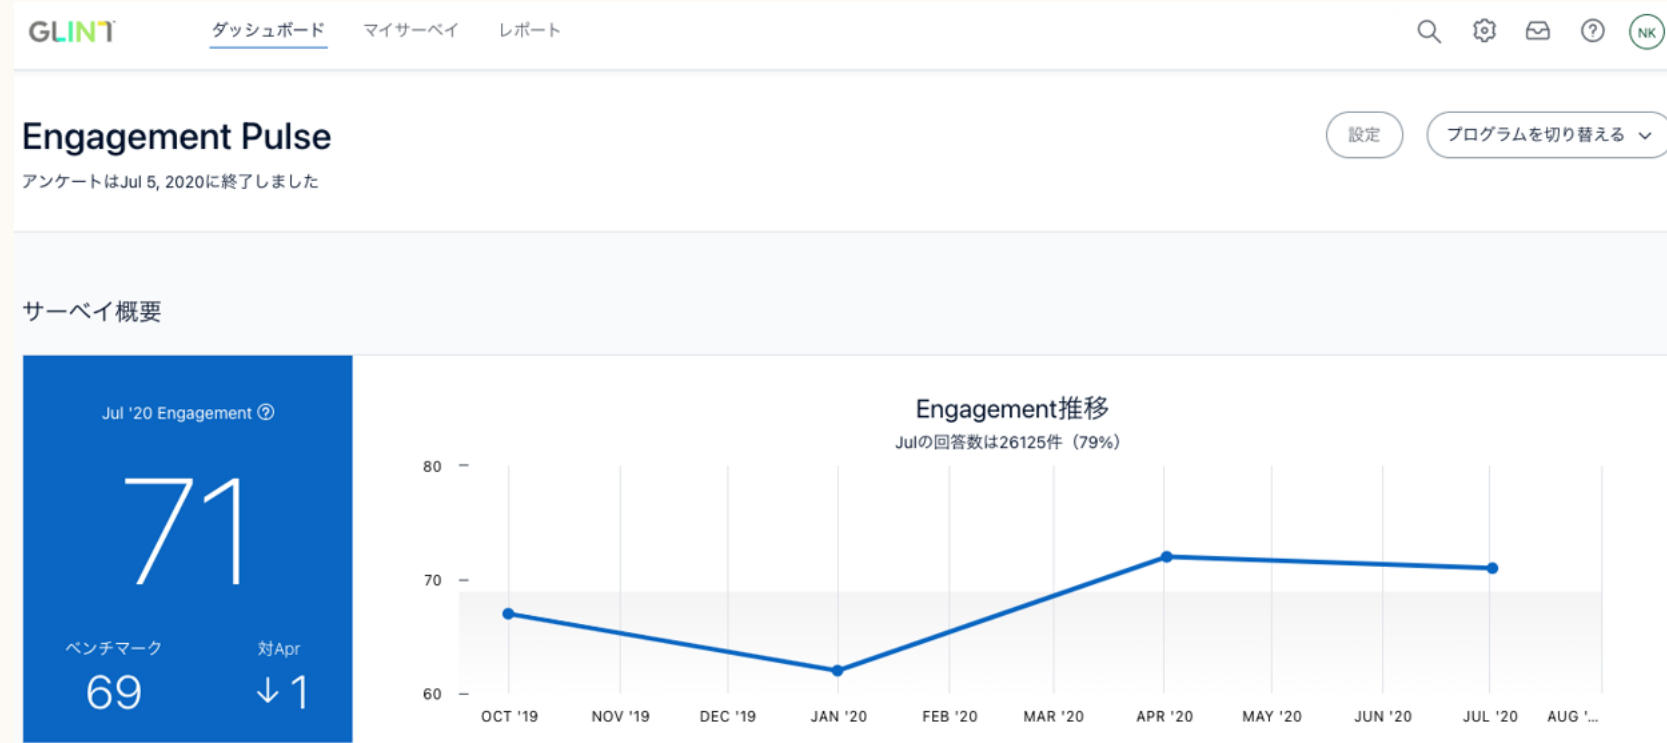 GLINT
ダッシュボード マイサーベイ レポート
NK
Engagement Pulse
設定 プログラムを切り替える
アンケートはJul 5, 2020に終了しました
サーベイ概要
Jul '20 Engagement
71
ベンチマーク 対Apr
69 ↓1
Engagement推移
Julの回答数は26125件（79%）
80
70
60
OCT '19 NOV '19 DEC '19 JAN '20 FEB '20 MAR '20 APR '20 MAY '20 JUN '20 JUL '20 AUG '...